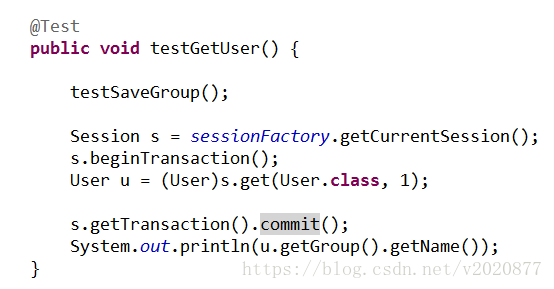 @Test
public void testGetUser() {
testSaveGroup();
Session s = sessionFactory.getCurrentSession();
s.beginTransaction();
User u = (User)s.get(User.class, 1);
s.getTransaction().commit();
System.out.println(u.getGroup().getName());
}
https://blog.csdn.net/v2020877